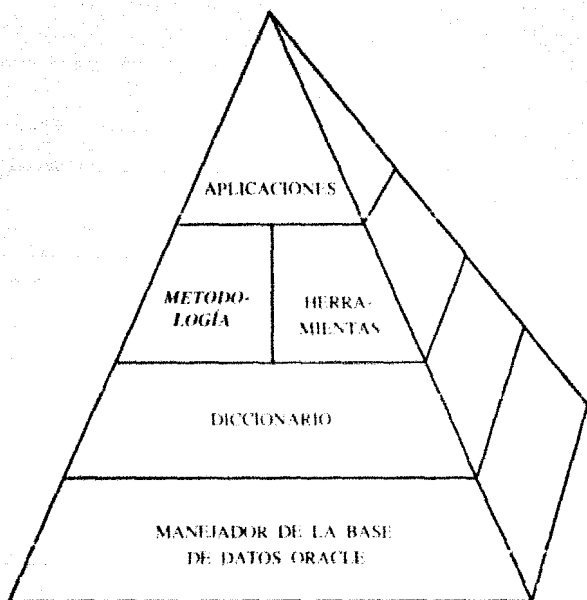 APLICACIONES
METODO-
LOGÍA
HERRA-
MIENTAS
DICCIONARIO
MANEJADOR DE LA BASE
DE DATOS ORACLE